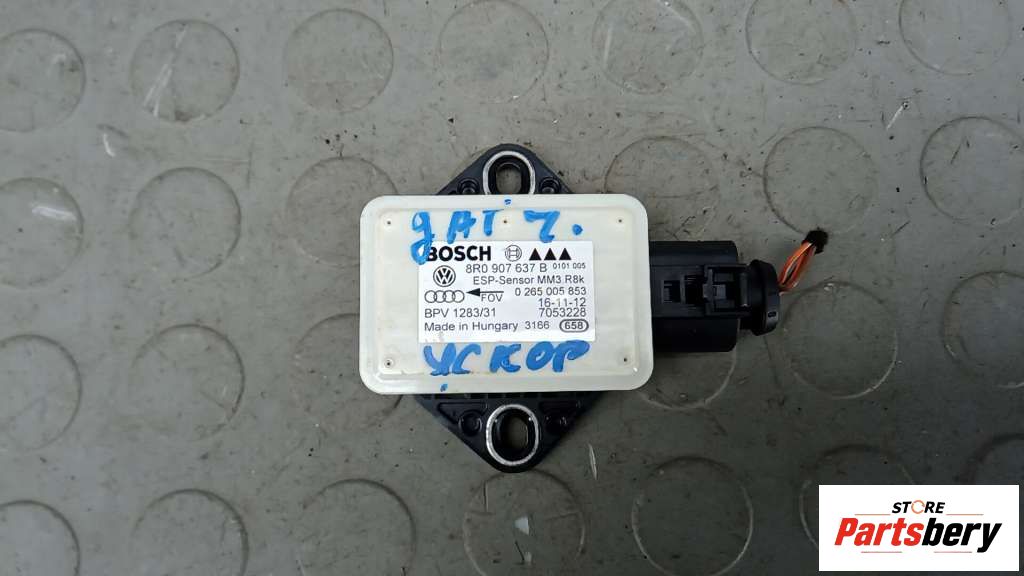 дат 7.
BOSCH
8R0 907 637 B 0101 005
ESP-Sensor MM3 R8k
0 265 005 853
FOV
16-11-12
BPV 1283/31 7053228
Made in Hungary 3166 658
ускор
STORE
Partsbery